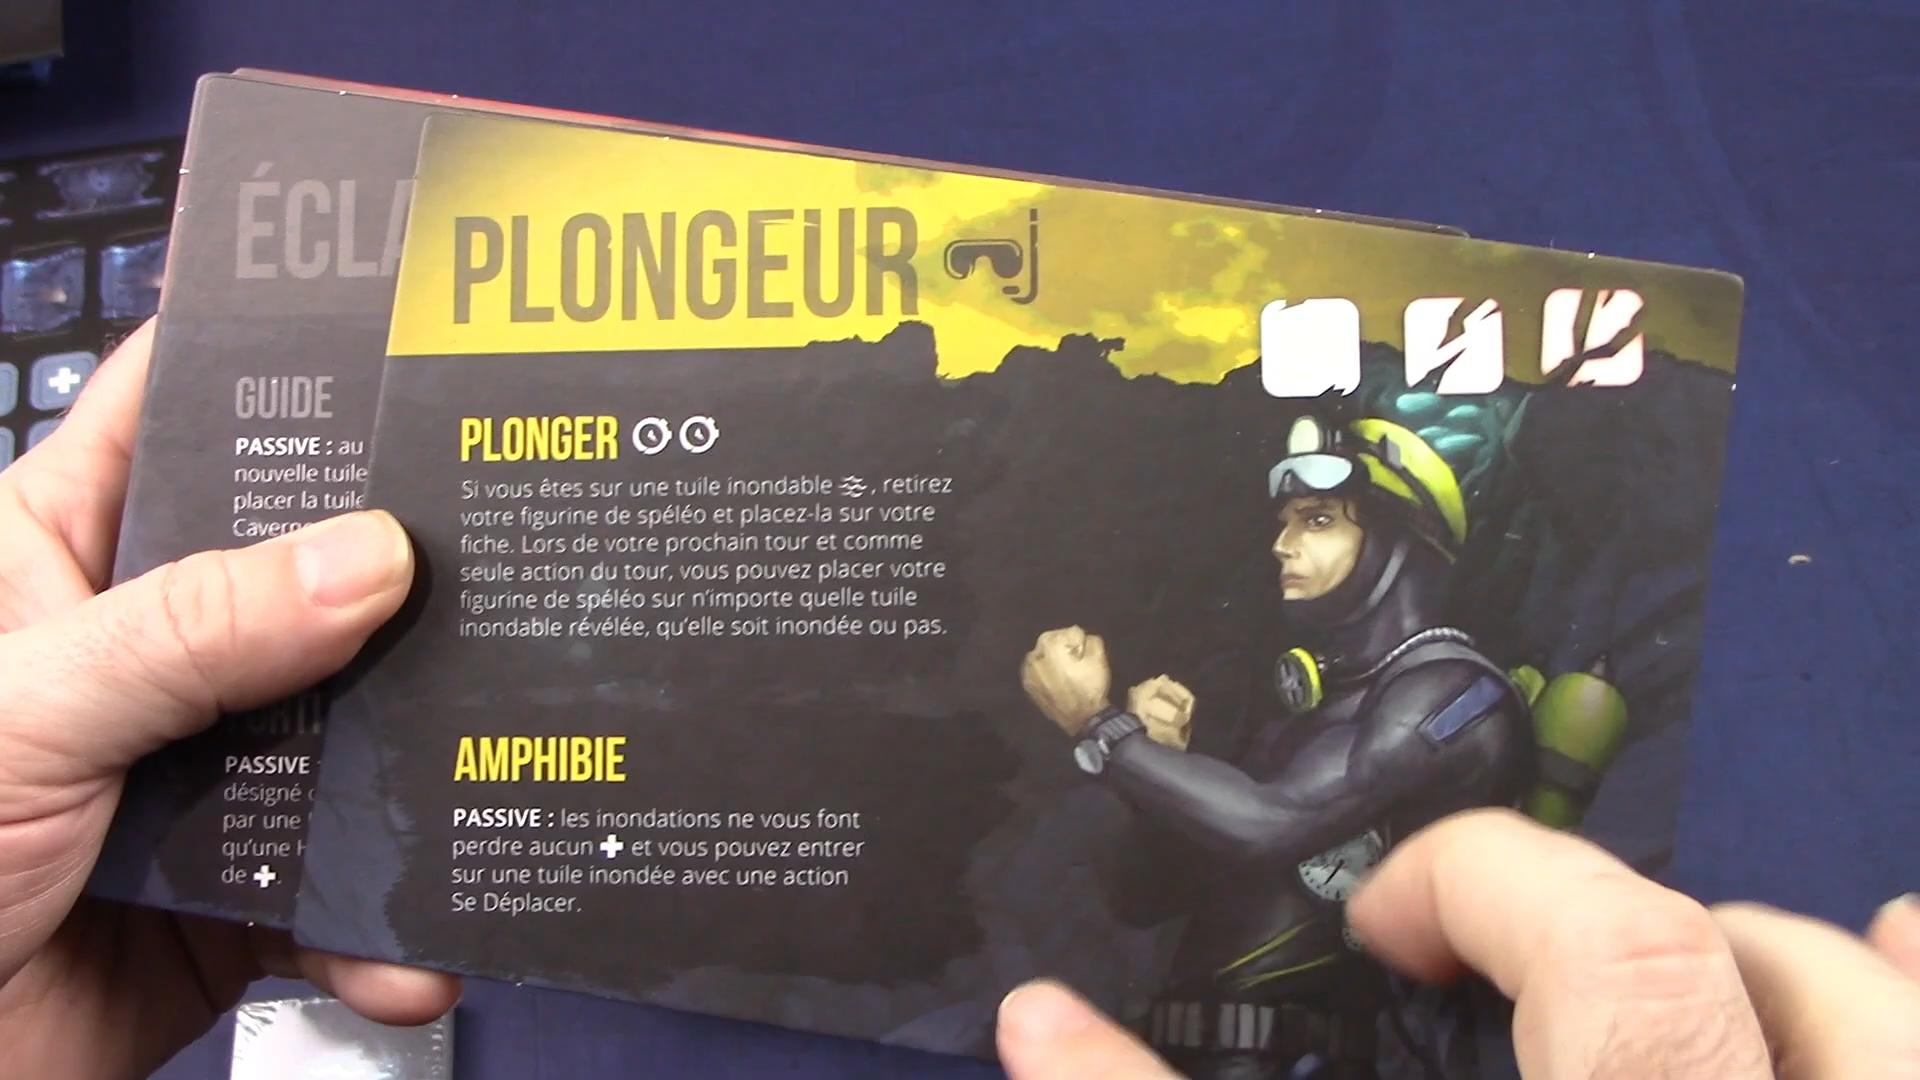 ÉCLA
GUIDE
PASSIVE : au
nouvelle tuile
placer la tuile
PASSIVE
désigné
par une
qu'une H
de
PLONGEUR
PLONGER
Si vous êtes sur une tuile inondable , retirez
votre figurine de spéléo et placez-la sur votre
fiche. Lors de votre prochain tour et comme
seule action du tour, vous pouvez placer votre
figurine de spéléo sur n'importe quelle tuile
inondable révélée, qu'elle soit inondée ou pas.
AMPHIBIE
PASSIVE : les inondations ne vous font
perdre aucun et vous pouvez entrer
sur une tuile inondée avec une action
Se Déplacer.